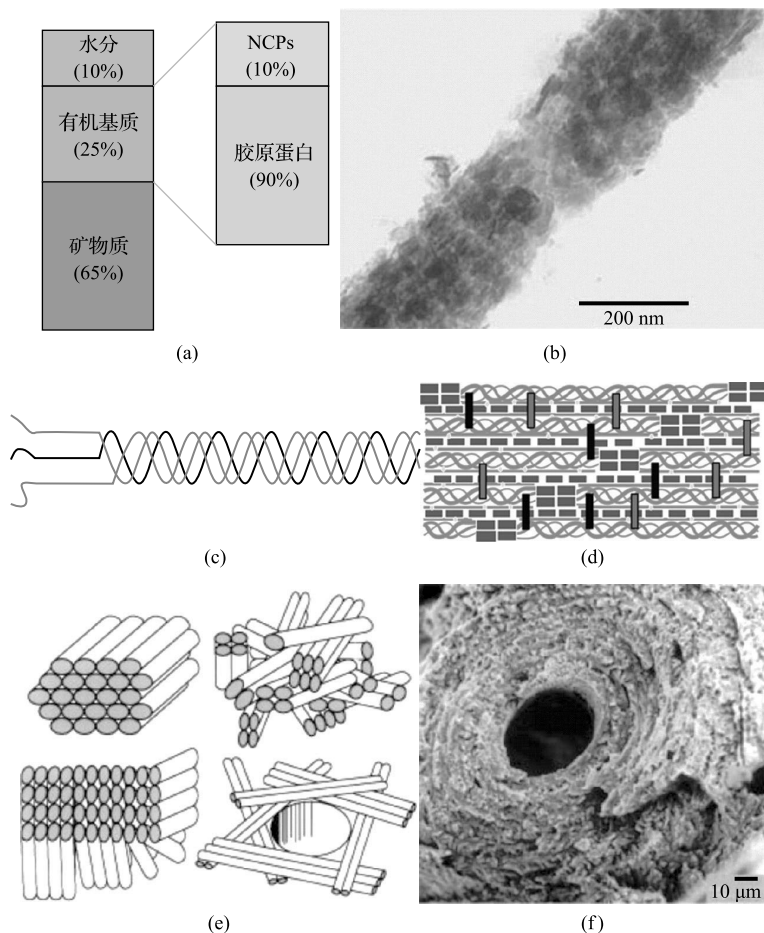 水分
(10%)
有机基质
(25%)
矿物质
(65%)
NCPs
(10%)
胶原蛋白
(90%)
(a)
200 nm
(b)
(c)
(d)
(e)
10 μm
(f)